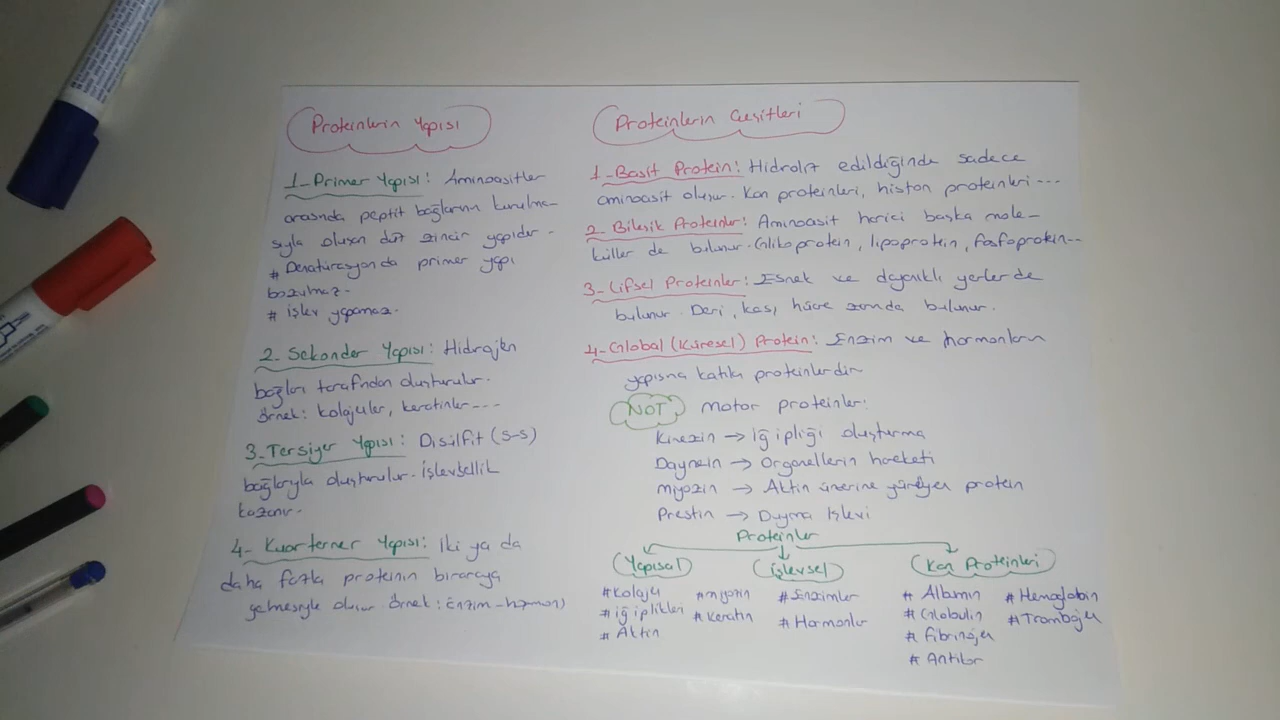 Proteinlerin Yapısı
1-Primer Yapısı: Aminoasitler
arasında peptit bağlarının kurulma-
sıyla oluşan düz zincir yapıdır.
# Denatürasyonda primer yapı
bozulmaz.
# işlev yapamaz.
2. Sekonder Yapısı: Hidrojen
bağları tarafından oluşturulur.
örnek: kolojenler, keratinler---
3. Tersiyer Yapısı: Disülfit (s-s)
bağlarıyla oluşturulur. İşlevsellik
kazanır.
4- Kuarterner Yapısı: iki ya da
daha fazla proteinin biraraya
gelmesiyle oluşur örnek: (Enzim-hormon)
Proteinlerin Çeşitleri
1-Basit Protein: Hidroliz edildiğinde sadece
aminoasit oluşur. Kan proteinleri, histon proteinleri---
2. Bileşik Proteinler: Aminoasit harici başka mole-
küller de bulunur. Glikoprotein, lipoprotein, fosfoprotein--
3-Lifsel Proteinler: Esnek ve dayanıklı yerlerde
bulunur. Deri, kas, hücre zarında bulunur.
4-Global (Küresel) Protein: Enzim ve hormonların
yapısına katılan proteinlerdir
NOT Motor proteinler:
Kinezin → iğ ipliği oluşturma
Daynein → Organellerin hareketi
Miyozin → Aktin üzerine yürüyen protein
Prestin → Duyma işlevi
Proteinler
Yapısal İşlevsel Kan Proteinleri
# Kolojen # miyozin # Enzimler # Albumin # Hemoglobin
# iğ iplikleri # Keratin # Hormonlar # Globulin # Trombojen
# Aktin # Fibrinojen
# Antikor